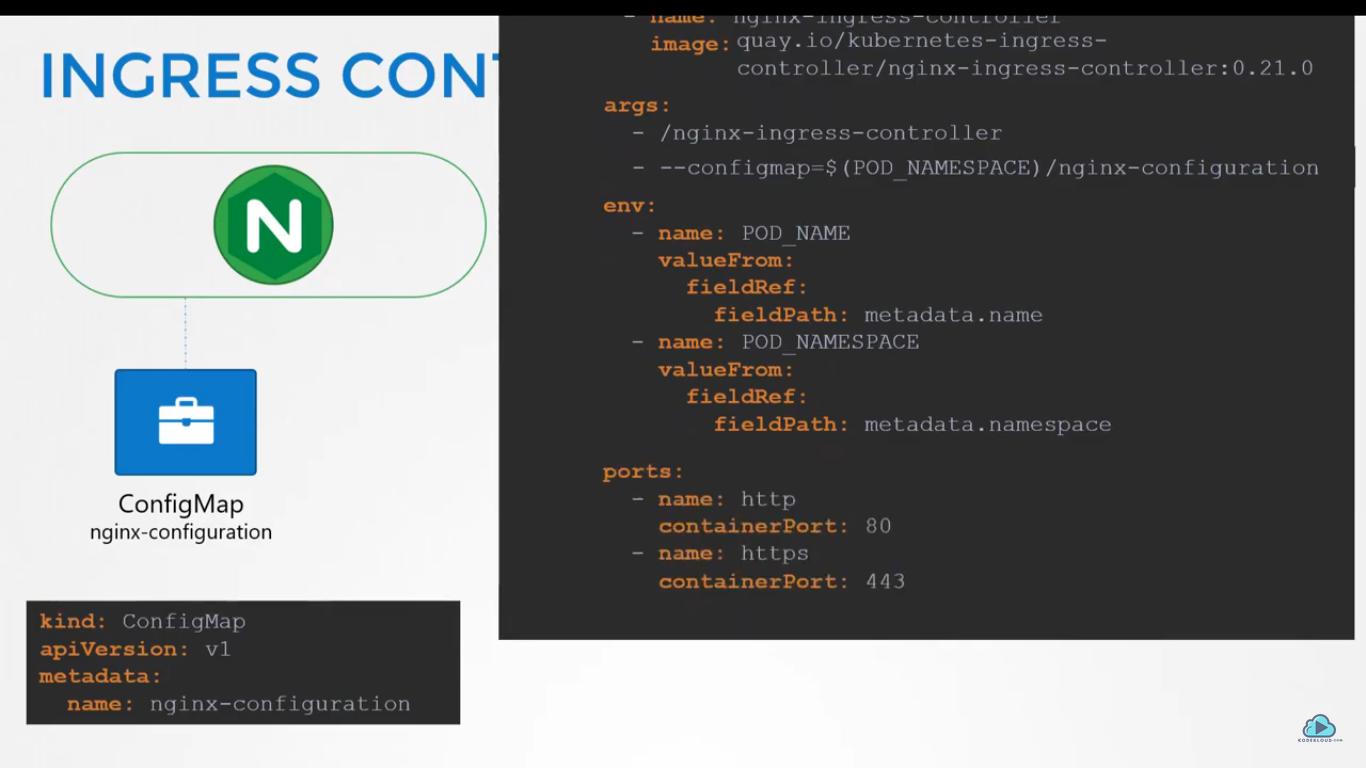 INGRESS CONT
ConfigMap
nginx-configuration
kind: ConfigMap
apiVersion: v1
metadata:
name: nginx-configuration
- name: nginx-ingress-controller
image: quay.io/kubernetes-ingress-
controller/nginx-ingress-controller:0.21.0
args:
- /nginx-ingress-controller
- --configmap=$(POD_NAMESPACE)/nginx-configuration
env:
- name: POD_NAME
valueFrom:
fieldRef:
fieldPath: metadata.name
- name: POD_NAMESPACE
valueFrom:
fieldRef:
fieldPath: metadata.namespace
ports:
- name: http
containerPort: 80
- name: https
containerPort: 443
KODEKLOUD.COM